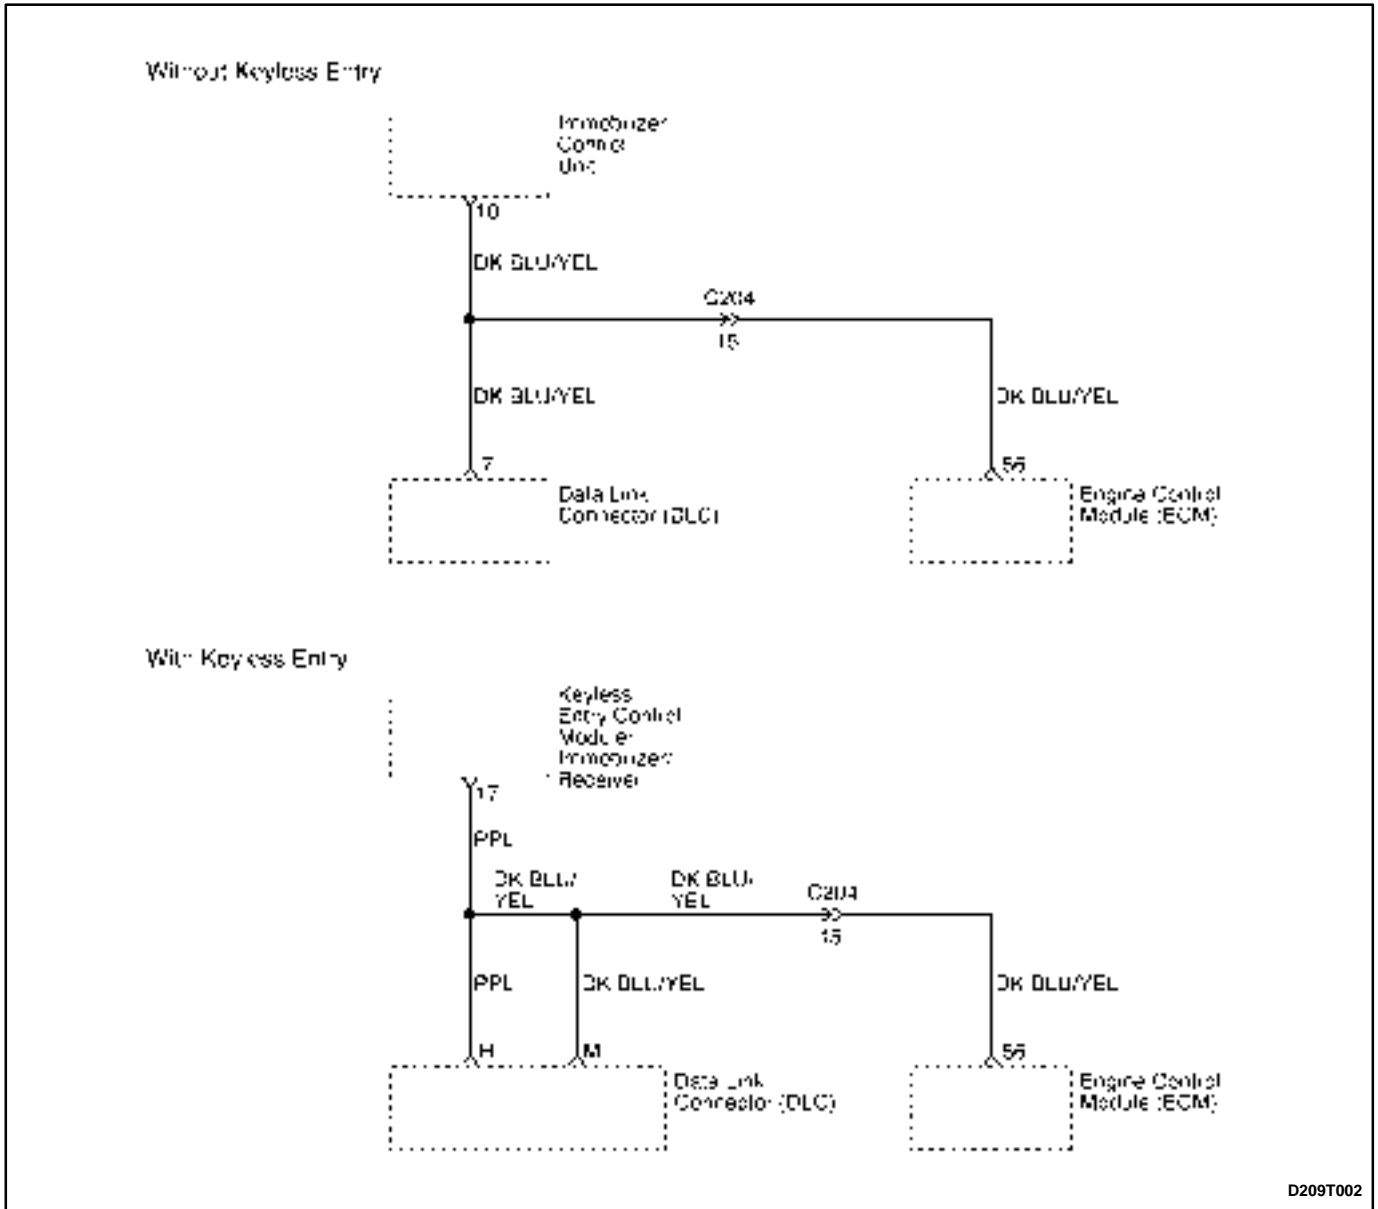 Without Keyless Entry
Immobilizer
Control
Unit
10
DK BLU/YEL
C204
15
DK BLU/YEL
DK BLU/YEL
7
56
Data Link
Connector (DLC)
Engine Control
Module (ECM)
With Keyless Entry
Keyless
Entry Control
Module/
Immobilizer/
Receiver
17
PPL
DK BLU/
YEL
DK BLU/
YEL
C204
15
PPL
DK BLU/YEL
DK BLU/YEL
H
M
56
Data Link
Connector (DLC)
Engine Control
Module (ECM)
D209T002